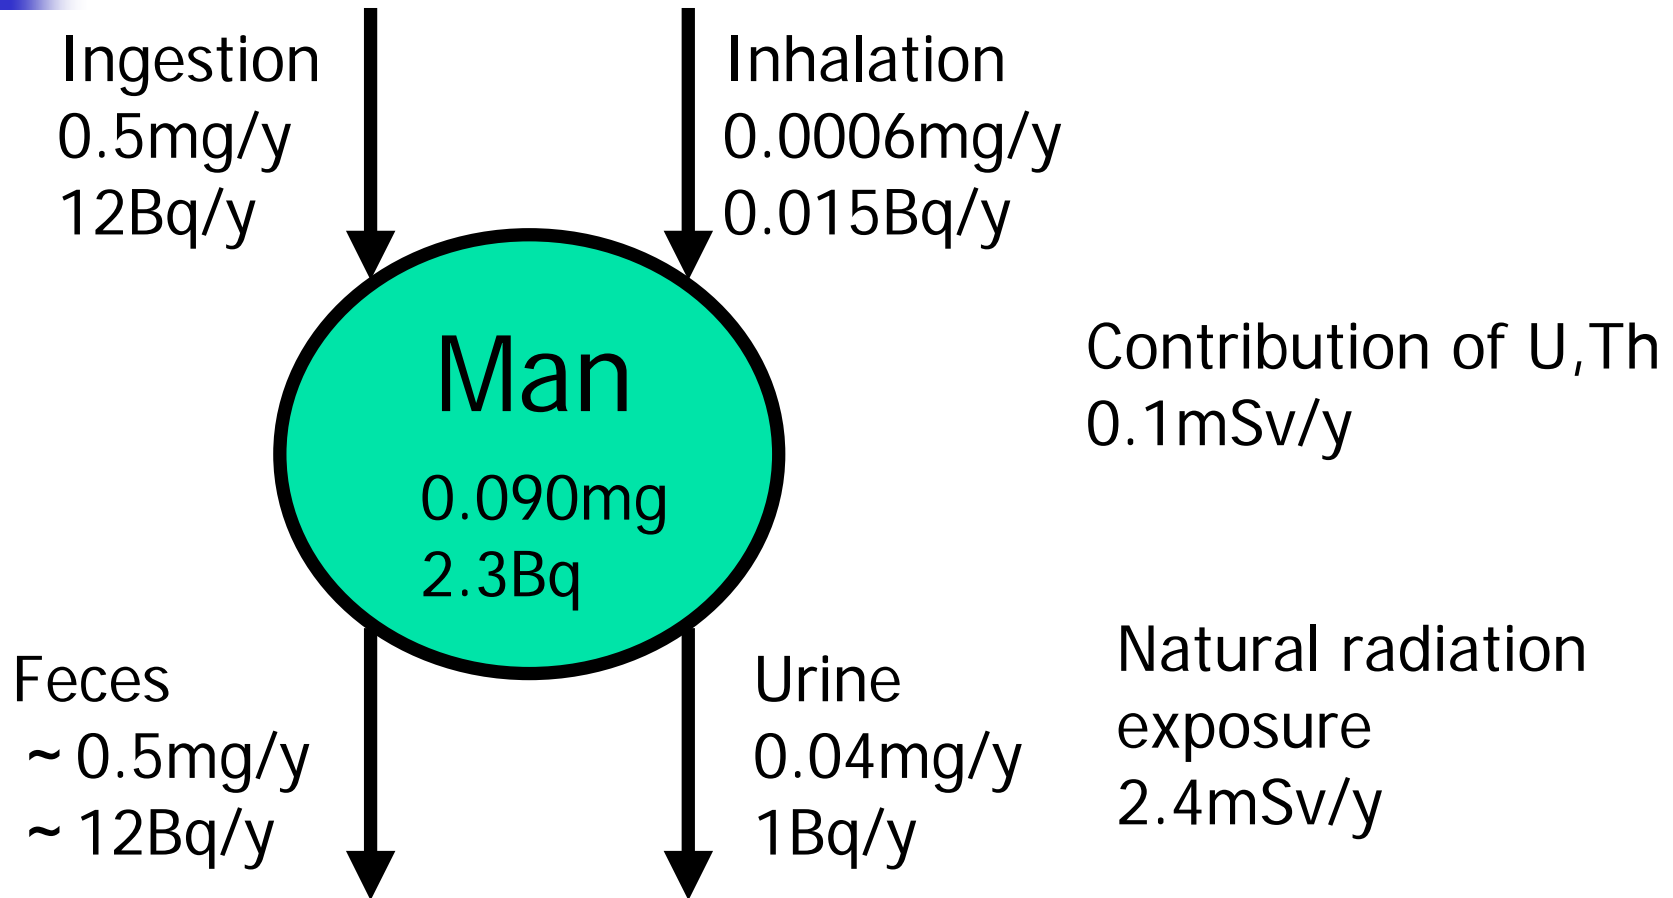 Ingestion
0.5mg/y
12Bq/y
Inhalation
0.0006mg/y
0.015Bq/y
Man
0.090mg
2.3Bq
Contribution of U,Th
0.1mSv/y
Feces
~0.5mg/y
~12Bq/y
Urine
0.04mg/y
1Bq/y
Natural radiation
exposure
2.4mSv/y